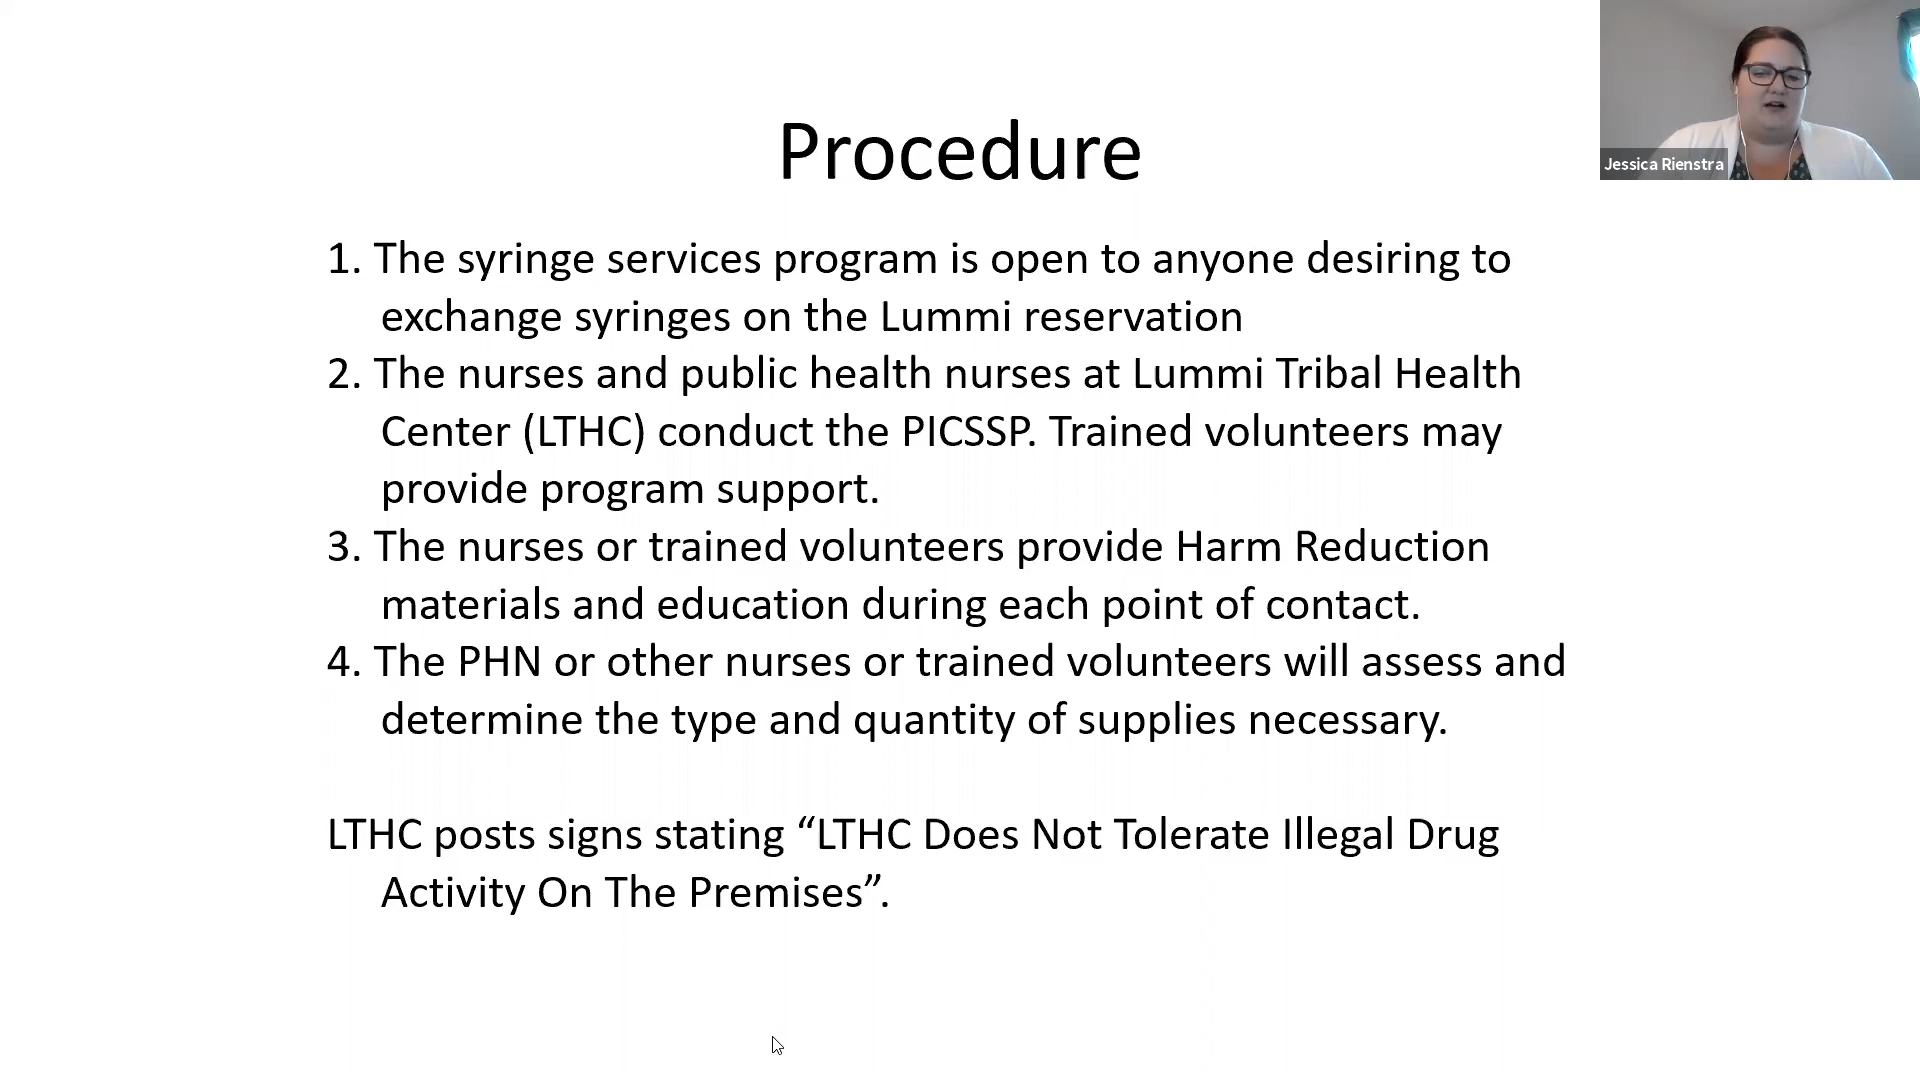 Procedure
Jessica Rienstra
1. The syringe services program is open to anyone desiring to
exchange syringes on the Lummi reservation
2. The nurses and public health nurses at Lummi Tribal Health
Center (LTHC) conduct the PICSSP. Trained volunteers may
provide program support.
3. The nurses or trained volunteers provide Harm Reduction
materials and education during each point of contact.
4. The PHN or other nurses or trained volunteers will assess and
determine the type and quantity of supplies necessary.
LTHC posts signs stating “LTHC Does Not Tolerate Illegal Drug
Activity On The Premises”.